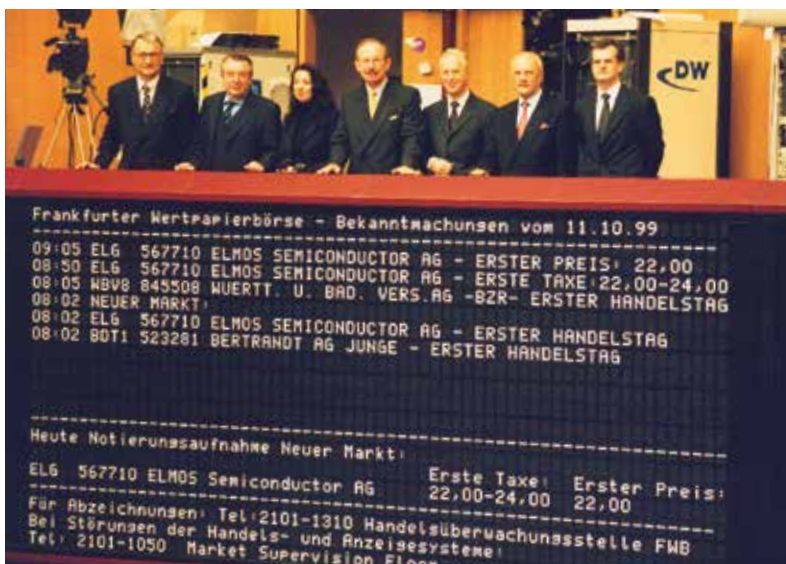 DW
Frankfurter Wertpapierbörse - Bekanntmachungen vom 11.10.99
09:05 ELG 567710 ELMOS SEMICONDUCTOR AG - ERSTER PREIS: 22,00
08:50 ELG 567710 ELMOS SEMICONDUCTOR AG - ERSTE TAXE:22,00-24,00
08:05 WBV8 845508 WUERTT. U. BAD. VERS.AG -BZR- ERSTER HANDELSTAG
08:02 NEUER MARKT:
08:02 ELG 567710 ELMOS SEMICONDUCTOR AG - ERSTER HANDELSTAG
08:02 BDT1 523281 BERTRANDT AG JUNGE - ERSTER HANDELSTAG
Heute Notierungsaufnahme Neuer Markt:
Erste Taxe: Erster Preis:
ELG 567710 ELMOS Semiconductor AG 22,00-24,00 22,00
Für Abzeichnungen: Tel:2101-1310 Handelsüberwachungsstelle FWB
Bei Störungen der Handels- und Anzeigesysteme:
Tel: 2101-1050 Market Supervision Floor